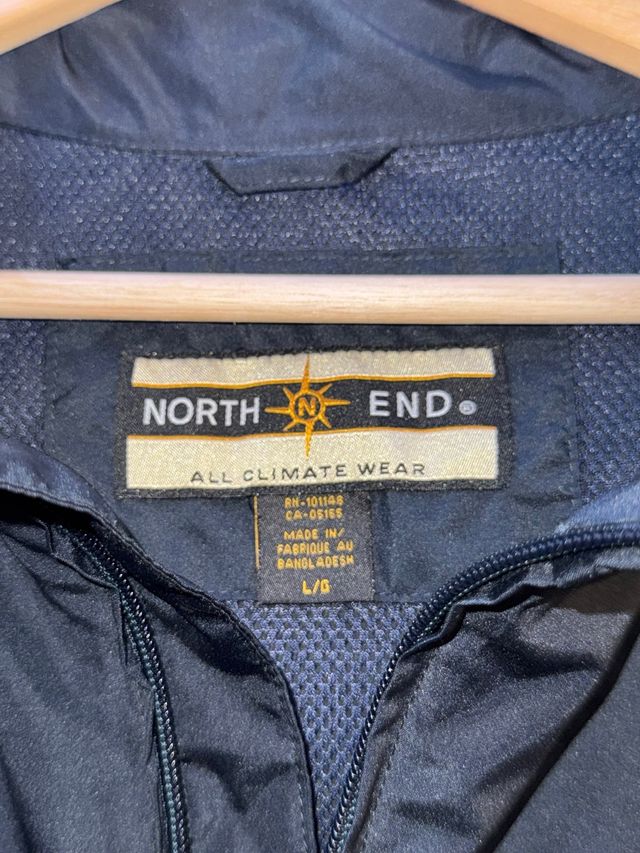 NORTH N END®
ALL CLIMATE WEAR
RN-101148
CA-05165
MADE IN/
FABRIQUE AU
BANGLADESH
L/G